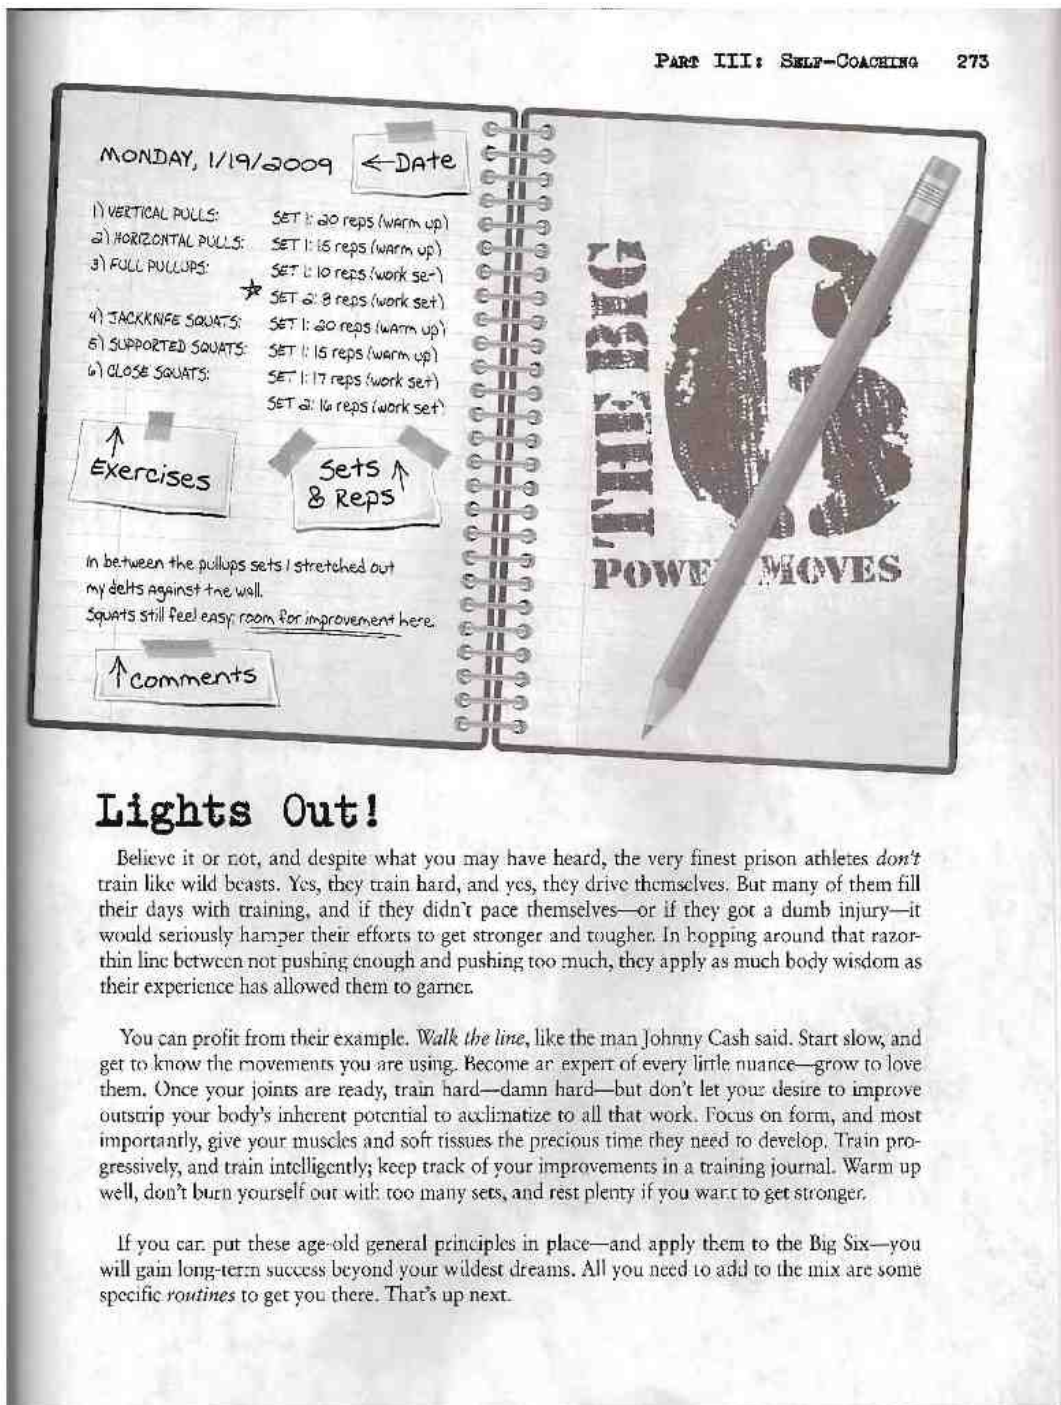 PART III: SELF-COACHING 273
MONDAY, 1/19/2009
←DATE
1) VERTICAL PULLS: SET 1: 20 reps (warm up)
2) HORIZONTAL PULLS: SET 1: 15 reps (warm up)
3) FULL PULLUPS: SET 1: 10 reps (work set)
☆ SET 2: 8 reps (work set)
4) JACKKNIFE SQUATS: SET 1: 20 reps (warm up)
5) SUPPORTED SQUATS: SET 1: 15 reps (warm up)
6) CLOSE SQUATS: SET 1: 17 reps (work set)
SET 2: 16 reps (work set)
↑
Exercises
Sets ↑
& Reps
In between the pullups sets I stretched out
my delts against the wall.
Squats still feel easy; room for improvement here.
↑ comments
THE BIG
6
POWER MOVES
Lights Out!
Believe it or not, and despite what you may have heard, the very finest prison athletes don't
train like wild beasts. Yes, they train hard, and yes, they drive themselves. But many of them fill
their days with training, and if they didn't pace themselves—or if they got a dumb injury—it
would seriously hamper their efforts to get stronger and tougher. In hopping around that razor-
thin line between not pushing enough and pushing too much, they apply as much body wisdom as
their experience has allowed them to garner.
You can profit from their example. Walk the line, like the man Johnny Cash said. Start slow, and
get to know the movements you are using. Become an expert of every little nuance—grow to love
them. Once your joints are ready, train hard—damn hard—but don't let your desire to improve
outstrip your body's inherent potential to acclimatize to all that work. Focus on form, and most
importantly, give your muscles and soft tissues the precious time they need to develop. Train pro-
gressively, and train intelligently; keep track of your improvements in a training journal. Warm up
well, don't burn yourself out with too many sets, and rest plenty if you want to get stronger.
If you can put these age-old general principles in place—and apply them to the Big Six—you
will gain long-term success beyond your wildest dreams. All you need to add to the mix are some
specific routines to get you there. That's up next.